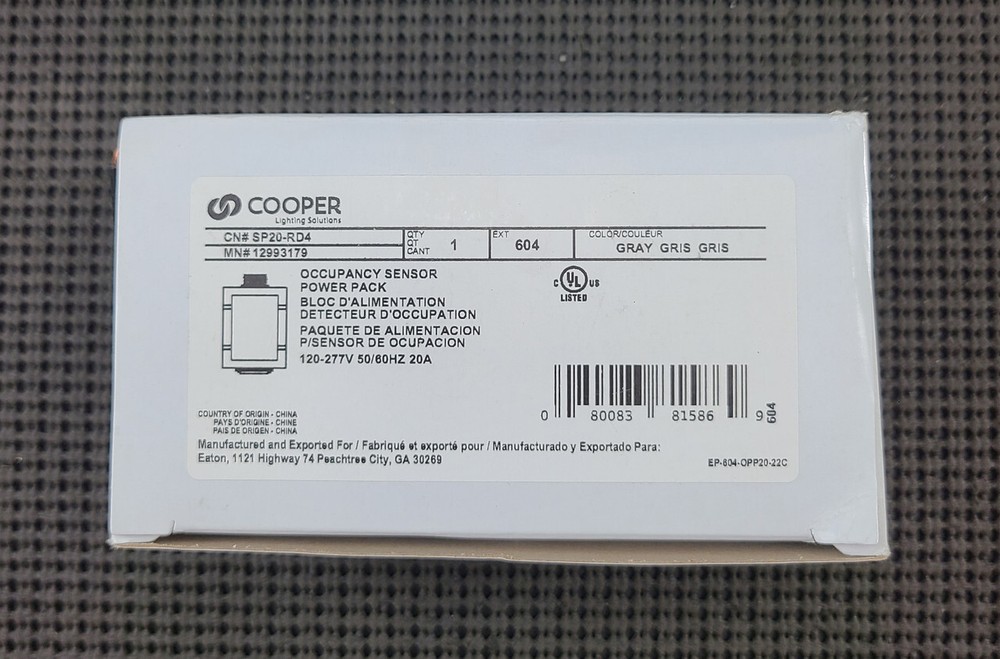 COOPER
Lighting Solutions
CN# SP20-RD4
MN# 12993179
QTY
QT
CANT
1
EXT
604
COLOR/COULEUR
GRAY GRIS GRIS
OCCUPANCY SENSOR
POWER PACK
BLOC D'ALIMENTATION
DETECTEUR D'OCCUPATION
PAQUETE DE ALIMENTACION
P/SENSOR DE OCUPACION
120-277V 50/60HZ 20A
C UL US
LISTED
0 80083 81586 9
604
COUNTRY OF ORIGIN - CHINA
PAYS D'ORIGINE - CHINE
PAIS DE ORIGEN - CHINA
Manufactured and Exported For / Fabriqué et exporté pour / Manufacturado y Exportado Para:
Eaton, 1121 Highway 74 Peachtree City, GA 30269
EP-604-OPP20-22C